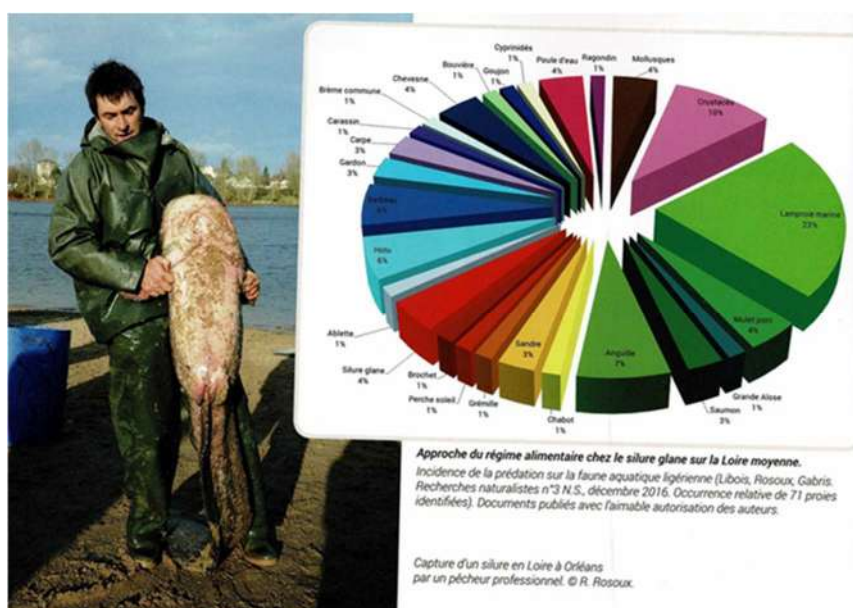 Cyprinidés
1%
Bouvière
1%
Goujon
1%
Poule d'eau
4%
Ragondin
1%
Mollusques
4%
Chevesne
4%
Brème commune
1%
Crustacés
10%
Carassin
1%
Carpe
3%
Gardon
3%
Lamproie marine
23%
Barbeau
6%
Hotu
6%
Mulet porc
4%
Ablette
1%
Sandre
3%
Anguille
7%
Silure glane
4%
Brochet
1%
Grande Alose
1%
Perche soleil
1%
Grémille
1%
Chabot
1%
Saumon
3%
Approche du régime alimentaire chez le silure glane sur la Loire moyenne.
Incidence de la prédation sur la faune aquatique ligérienne (Libois, Rosoux, Gabris.
Recherches naturalistes n°3 N.S., décembre 2016. Occurrence relative de 71 proies
identifiées). Documents publiés avec l'aimable autorisation des auteurs.
Capture d'un silure en Loire à Orléans
par un pêcheur professionnel. © R. Rosoux.